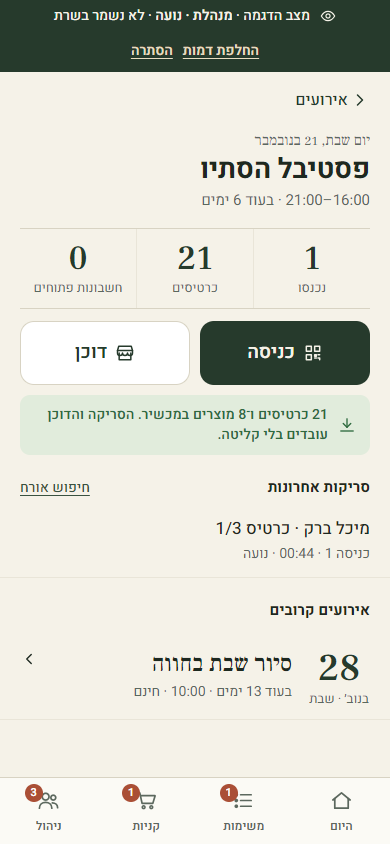 מצב הדגמה · מנהלת · נועה · לא נשמר בשרת
החלפת דמות הסתרה
אירועים
יום שבת, 21 בנובמבר
פסטיבל הסתיו
16:00–21:00 · בעוד 6 ימים
1 21 0
נכנסו כרטיסים חשבונות פתוחים
כניסה דוכן
21 כרטיסים ו־8 מוצרים במכשיר. הסריקה והדוכן
עובדים בלי קליטה.
סריקות אחרונות חיפוש אורח
מיכל ברק · כרטיס 1/3
כניסה 1 · 00:44 · נועה
אירועים קרובים
28 סיור שבת בחווה
בנוב׳ · שבת בעוד 13 ימים · 10:00 · חינם
1 1 3
היום משימות קניות ניהול